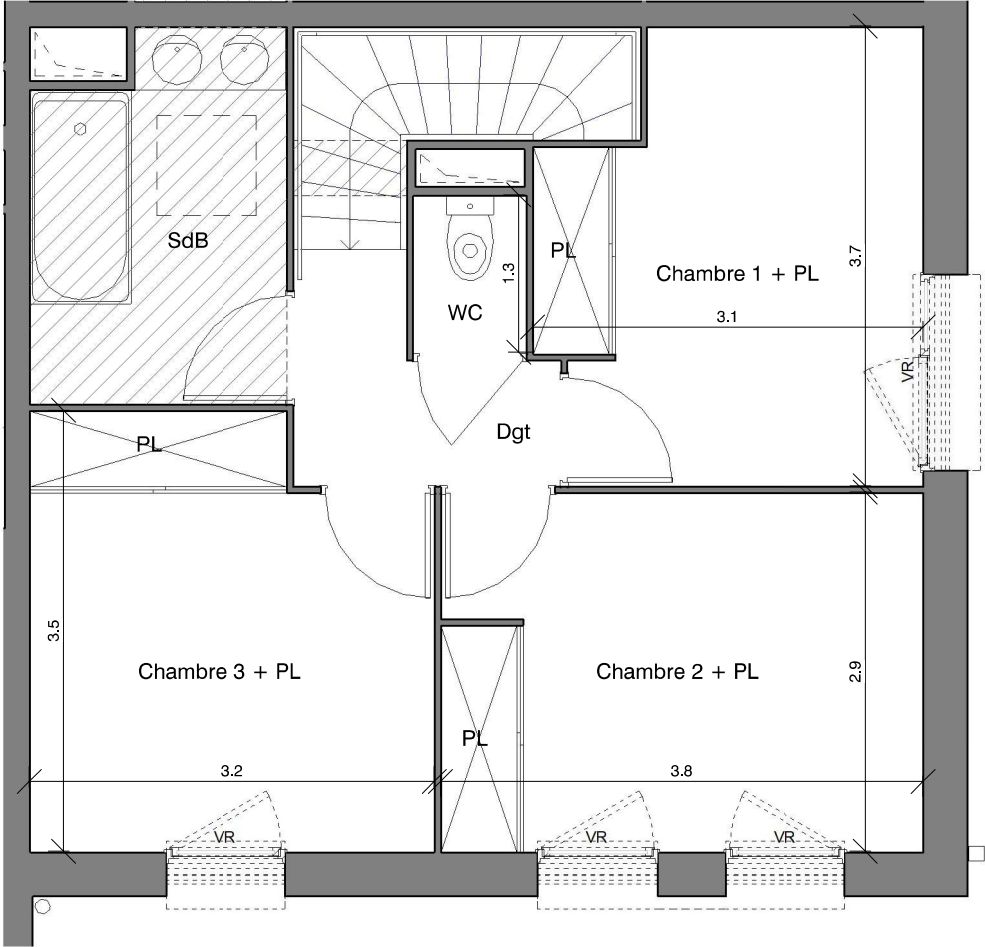 SdB
PL
3.7
Chambre 1 + PL
1.3
WC
3.1
VR
Dgt
PL
3.5
Chambre 3 + PL
Chambre 2 + PL
2.9
PL
3.2
3.8
VR
VR
VR